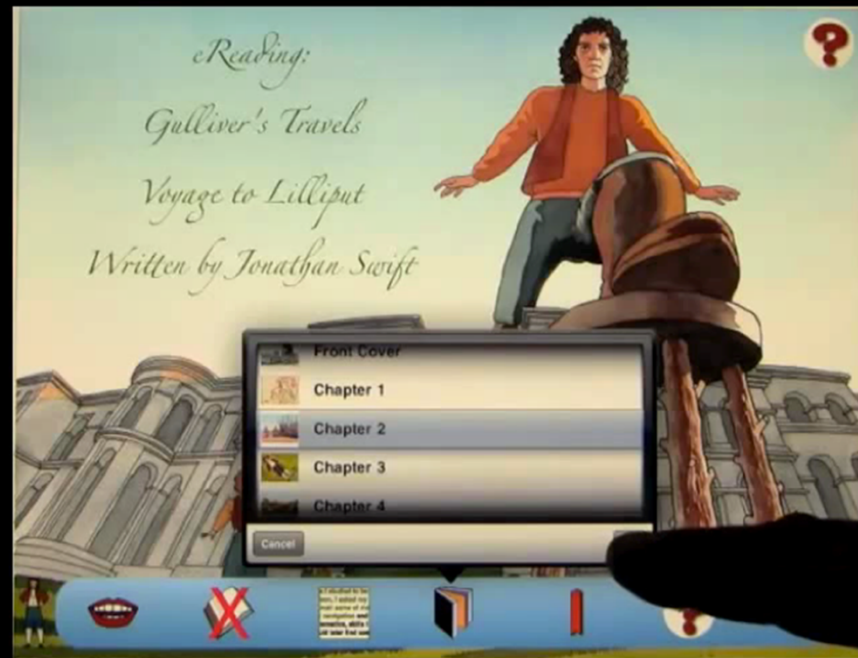 eReading:
Gulliver's Travels
Voyage to Lilliput
Written by Jonathan Swift
Front Cover
Chapter 1
Chapter 2
Chapter 3
Chapter 4
Cancel